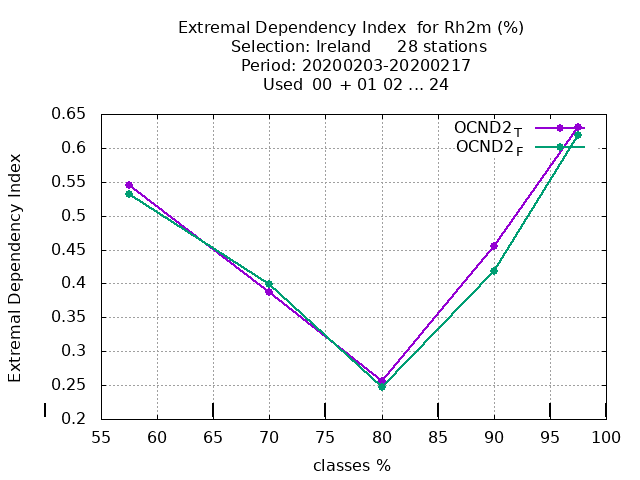 Extremal Dependency Index  for Rh2m (%)
Selection: Ireland     28 stations
Period: 20200203-20200217
Used  00 + 01 02 ... 24
0.65
0.6
0.55
0.5
0.45
0.4
0.35
0.3
0.25
0.2
Extremal Dependency Index
OCND2T
OCND2F
55 60 65 70 75 80 85 90 95 100
classes %